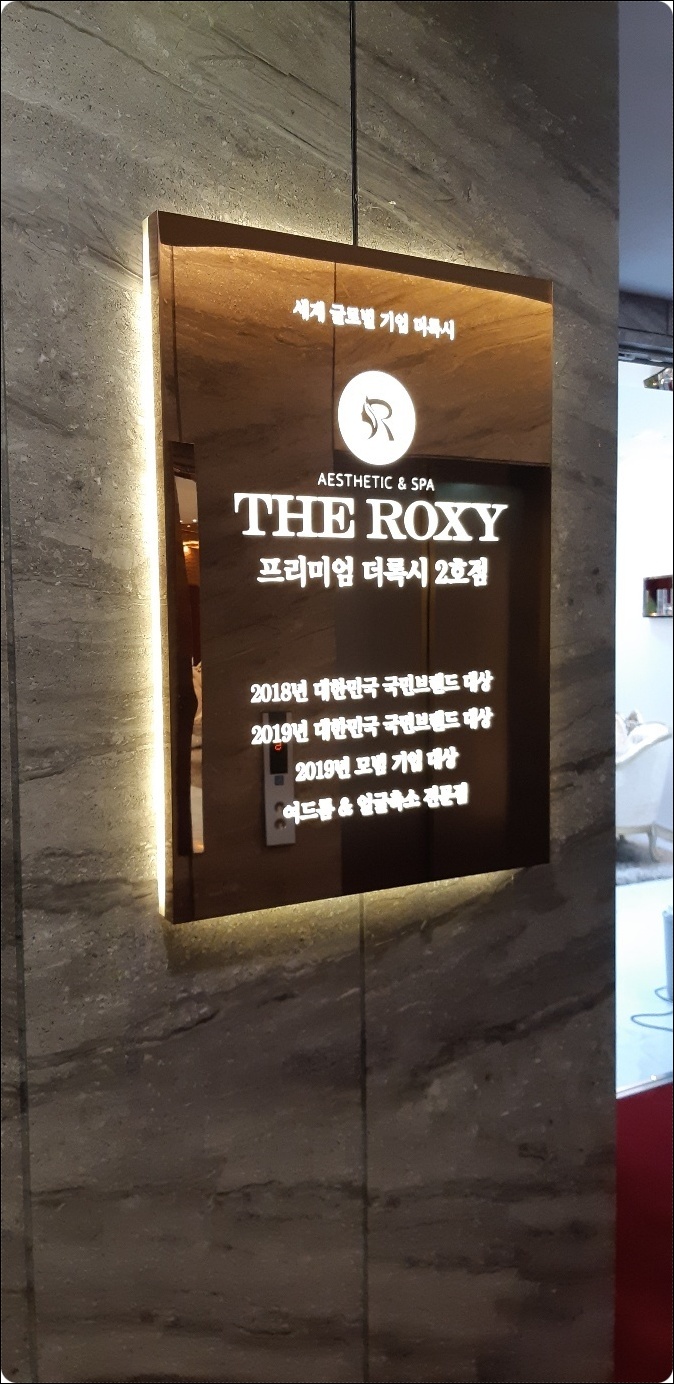 세계 글로벌 기업 더록시
R
AESTHETIC & SPA
THE ROXY
프리미엄 더록시 2호점
2018년 대한민국 국민브랜드 대상
2019년 대한민국 국민브랜드 대상
2019년 모범 기업 대상
여드름 & 얼굴축소 전문점